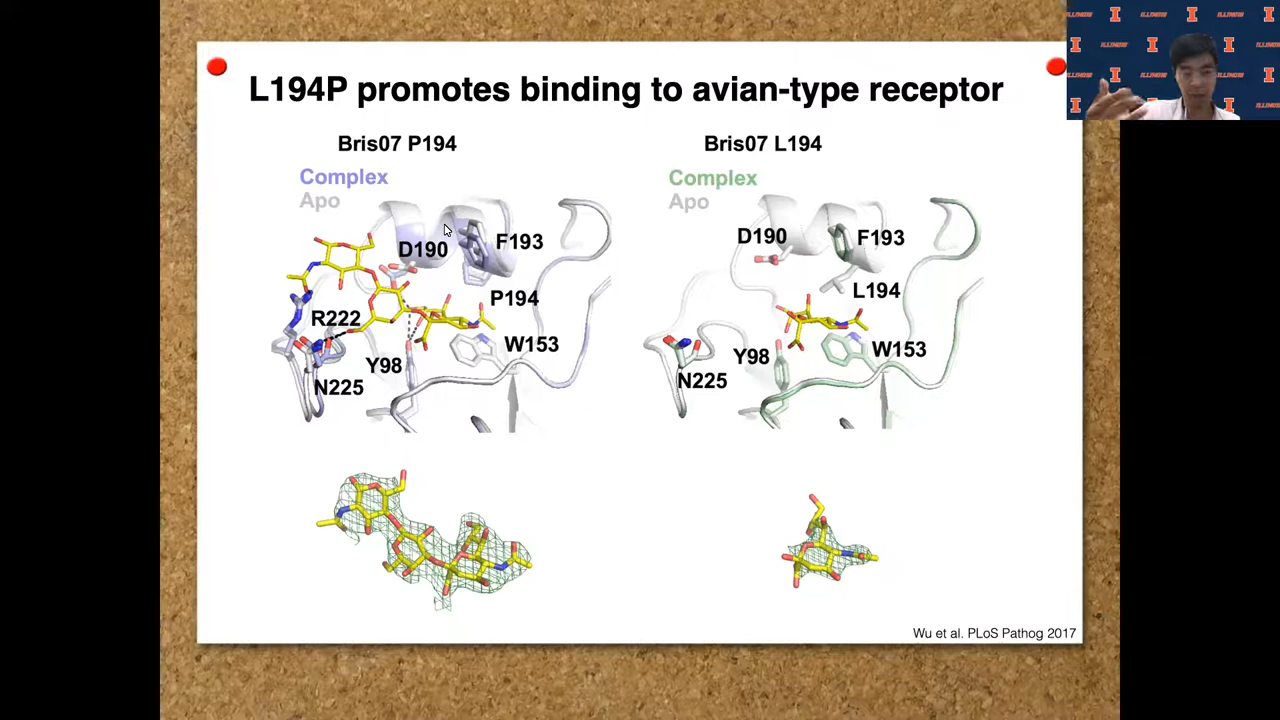 L194P promotes binding to avian-type receptor
Bris07 P194
Complex
Apo
D190
F193
P194
R222
W153
Y98
N225
Bris07 L194
Complex
Apo
D190
F193
L194
Y98
W153
N225
Wu et al. PLoS Pathog 2017
I
ILLINOIS